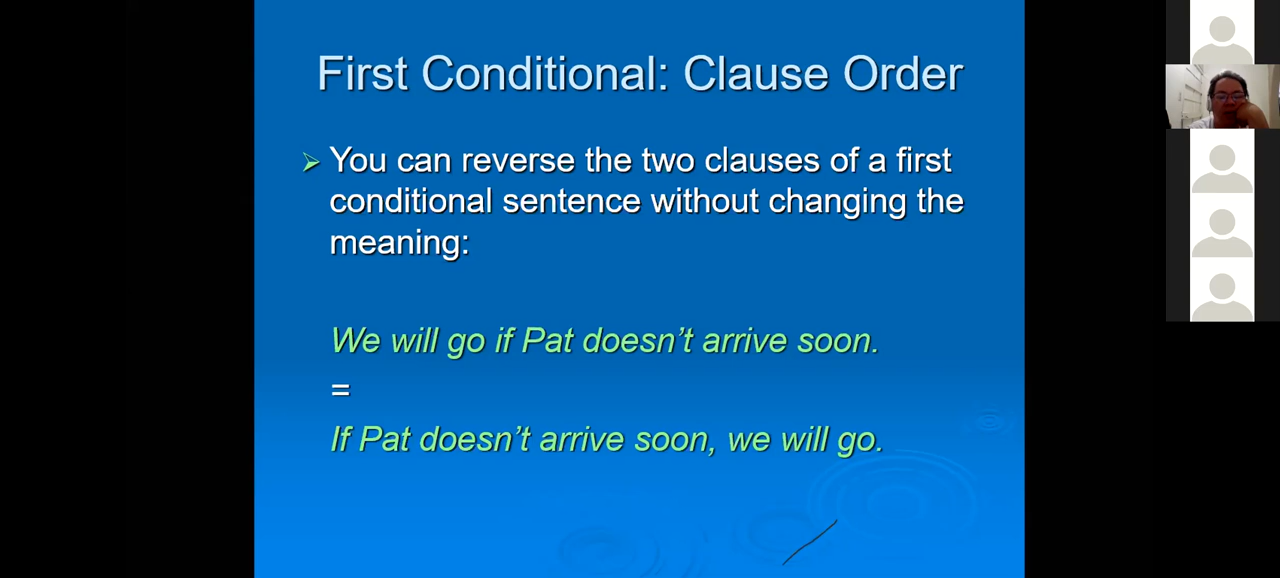 First Conditional: Clause Order
You can reverse the two clauses of a first
conditional sentence without changing the
meaning:
We will go if Pat doesn’t arrive soon.
=
If Pat doesn’t arrive soon, we will go.